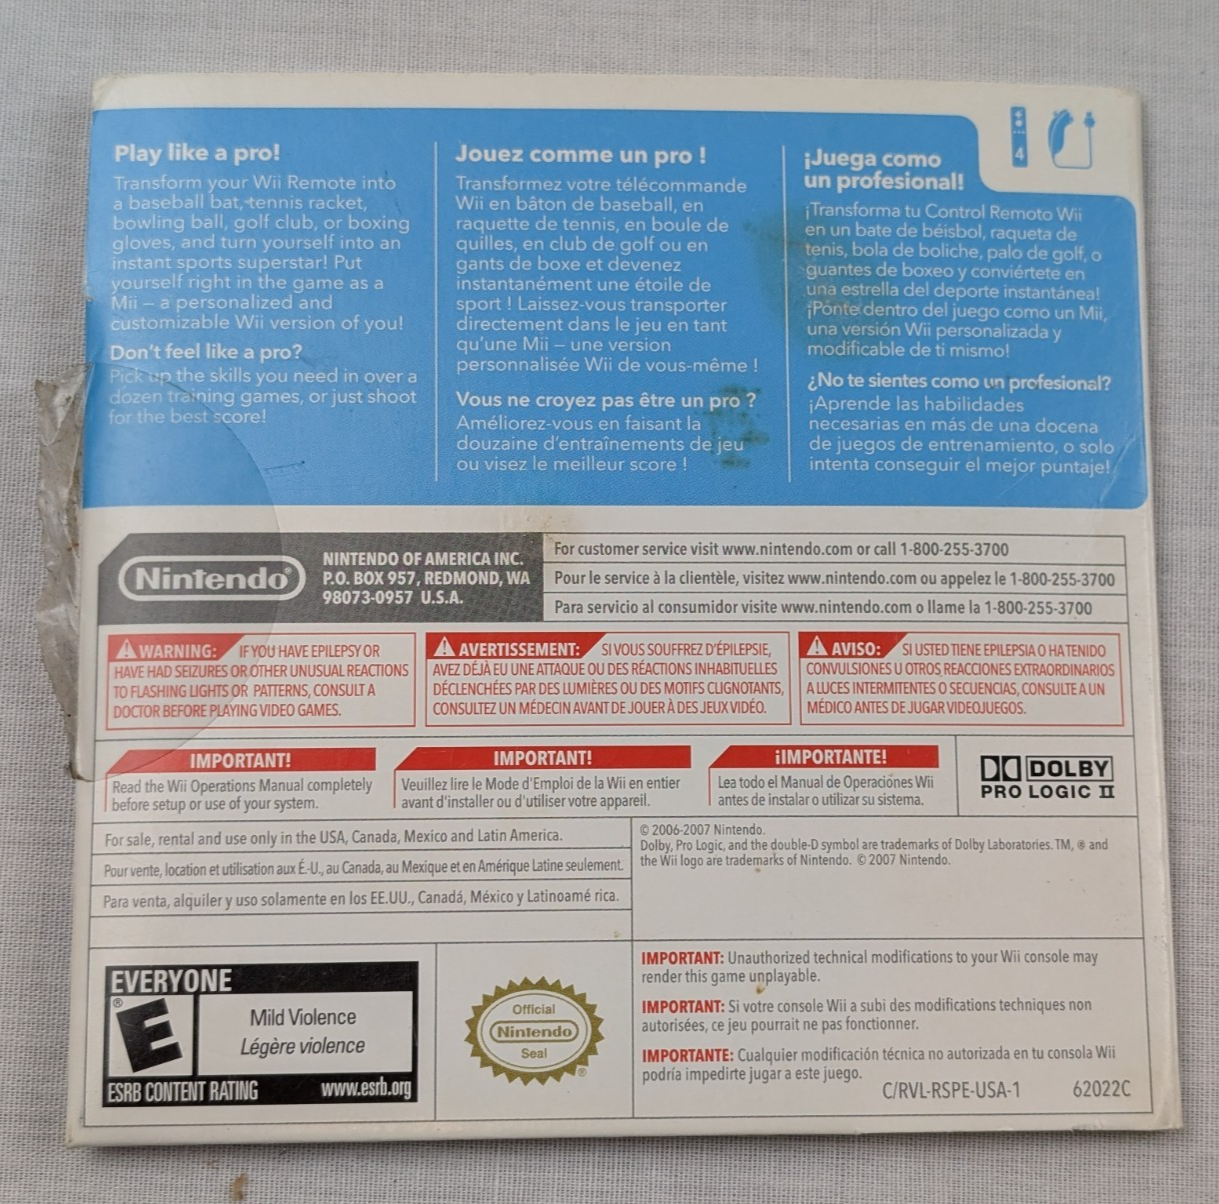 4
Play like a pro!
Transform your Wii Remote into
a baseball bat, tennis racket,
bowling ball, golf club, or boxing
gloves, and turn yourself into an
instant sports superstar! Put
yourself right in the game as a
Mii – a personalized and
customizable Wii version of you!
Don't feel like a pro?
Pick up the skills you need in over a
dozen training games, or just shoot
for the best score!
Jouez comme un pro !
Transformez votre télécommande
Wii en bâton de baseball, en
raquette de tennis, en boule de
quilles, en club de golf ou en
gants de boxe et devenez
instantanément une étoile de
sport ! Laissez-vous transporter
directement dans le jeu en tant
qu'une Mii – une version
personnalisée Wii de vous-même !
Vous ne croyez pas être un pro ?
Améliorez-vous en faisant la
douzaine d'entraînements de jeu
ou visez le meilleur score !
¡Juega como
un profesional!
¡Transforma tu Control Remoto Wii
en un bate de béisbol, raqueta de
tenis, bola de boliche, palo de golf, o
guantes de boxeo y conviértete en
una estrella del deporte instantánea!
¡Ponte dentro del juego como un Mii,
una versión Wii personalizada y
modificable de ti mismo!
¿No te sientes como un profesional?
¡Aprende las habilidades
necesarias en más de una docena
de juegos de entrenamiento, o solo
intenta conseguir el mejor puntaje!
Nintendo®
NINTENDO OF AMERICA INC.
P.O. BOX 957, REDMOND, WA
98073-0957 U.S.A.
For customer service visit www.nintendo.com or call 1-800-255-3700
Pour le service à la clientèle, visitez www.nintendo.com ou appelez le 1-800-255-3700
Para servicio al consumidor visite www.nintendo.com o llame la 1-800-255-3700
WARNING: IF YOU HAVE EPILEPSY OR
HAVE HAD SEIZURES OR OTHER UNUSUAL REACTIONS
TO FLASHING LIGHTS OR PATTERNS, CONSULT A
DOCTOR BEFORE PLAYING VIDEO GAMES.
AVERTISSEMENT: SI VOUS SOUFFREZ D'ÉPILEPSIE,
AVEZ DÉJÀ EU UNE ATTAQUE OU DES RÉACTIONS INHABITUELLES
DÉCLENCHÉES PAR DES LUMIÈRES OU DES MOTIFS CLIGNOTANTS,
CONSULTEZ UN MÉDECIN AVANT DE JOUER À DES JEUX VIDÉO.
AVISO: SI USTED TIENE EPILEPSIA O HA TENIDO
CONVULSIONES U OTROS REACCIONES EXTRAORDINARIOS
A LUCES INTERMITENTES O SECUENCIAS, CONSULTE A UN
MÉDICO ANTES DE JUGAR VIDEOJUEGOS.
IMPORTANT!
Read the Wii Operations Manual completely
before setup or use of your system.
IMPORTANT!
Veuillez lire le Mode d'Emploi de la Wii en entier
avant d'installer ou d'utiliser votre appareil.
¡IMPORTANTE!
Lea todo el Manual de Operaciónes Wii
antes de instalar o utilizar su sistema.
DOLBY
PRO LOGIC II
For sale, rental and use only in the USA, Canada, Mexico and Latin America.
Pour vente, location et utilisation aux É.-U., au Canada, au Mexique et en Amérique Latine seulement.
Para venta, alquiler y uso solamente en los EE.UU., Canadá, México y Latinoamé rica.
© 2006-2007 Nintendo.
Dolby, Pro Logic, and the double-D symbol are trademarks of Dolby Laboratories. TM, ® and
the Wii logo are trademarks of Nintendo. © 2007 Nintendo.
EVERYONE
® E
Mild Violence
Légère violence
ESRB CONTENT RATING www.esrb.org
Official
Nintendo
Seal
®
IMPORTANT: Unauthorized technical modifications to your Wii console may
render this game unplayable.
IMPORTANT: Si votre console Wii a subi des modifications techniques non
autorisées, ce jeu pourrait ne pas fonctionner.
IMPORTANTE: Cualquier modificación técnica no autorizada en tu consola Wii
podría impedirte jugar a este juego.
C/RVL-RSPE-USA-1 62022C